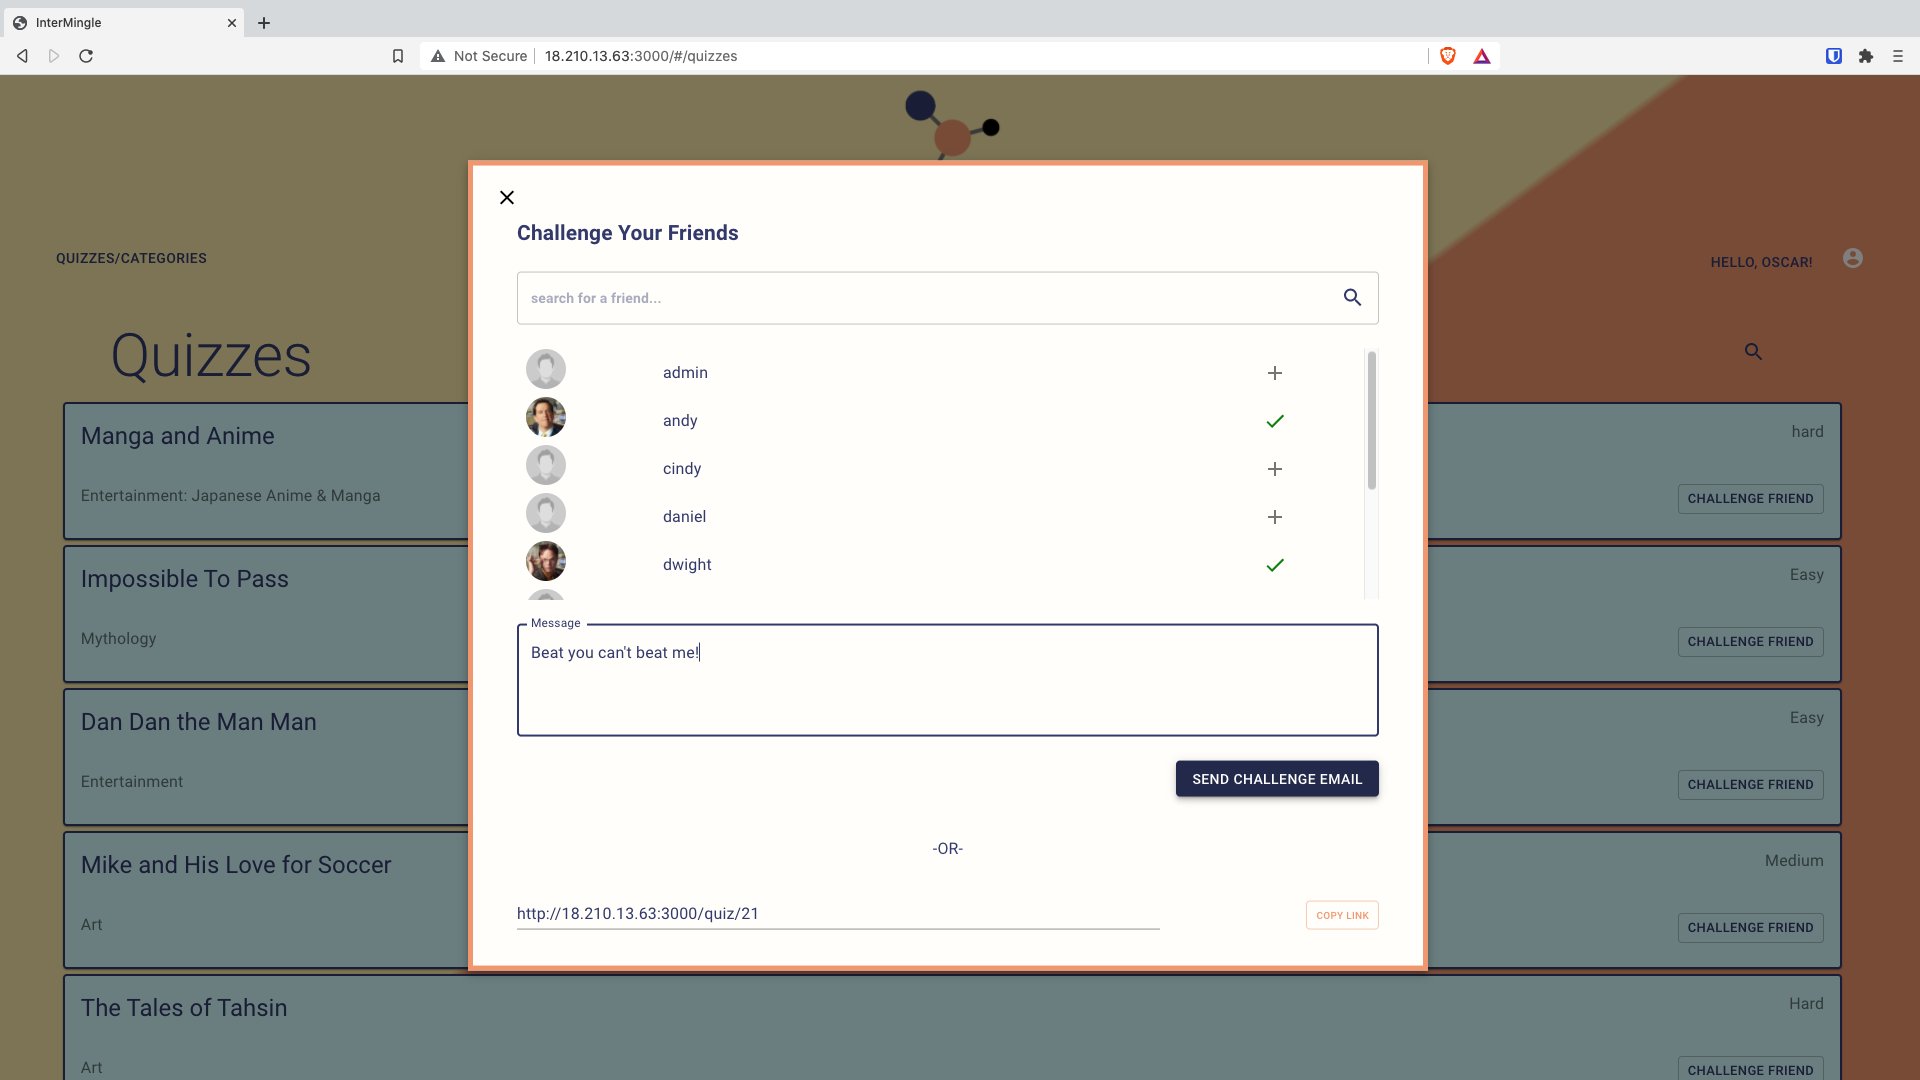 InterMingle
Not Secure
18.210.13.63:3000/#/quizzes
QUIZZES/CATEGORIES
HELLO, OSCAR!
Quizzes
Manga and Anime
hard
Entertainment: Japanese Anime & Manga
CHALLENGE FRIEND
Impossible To Pass
Easy
Mythology
CHALLENGE FRIEND
Dan Dan the Man Man
Easy
Entertainment
CHALLENGE FRIEND
Mike and His Love for Soccer
Medium
Art
CHALLENGE FRIEND
The Tales of Tahsin
Hard
Art
CHALLENGE FRIEND
Challenge Your Friends
search for a friend...
admin
andy
cindy
daniel
dwight
Message
Beat you can't beat me!
SEND CHALLENGE EMAIL
-OR-
http://18.210.13.63:3000/quiz/21
COPY LINK